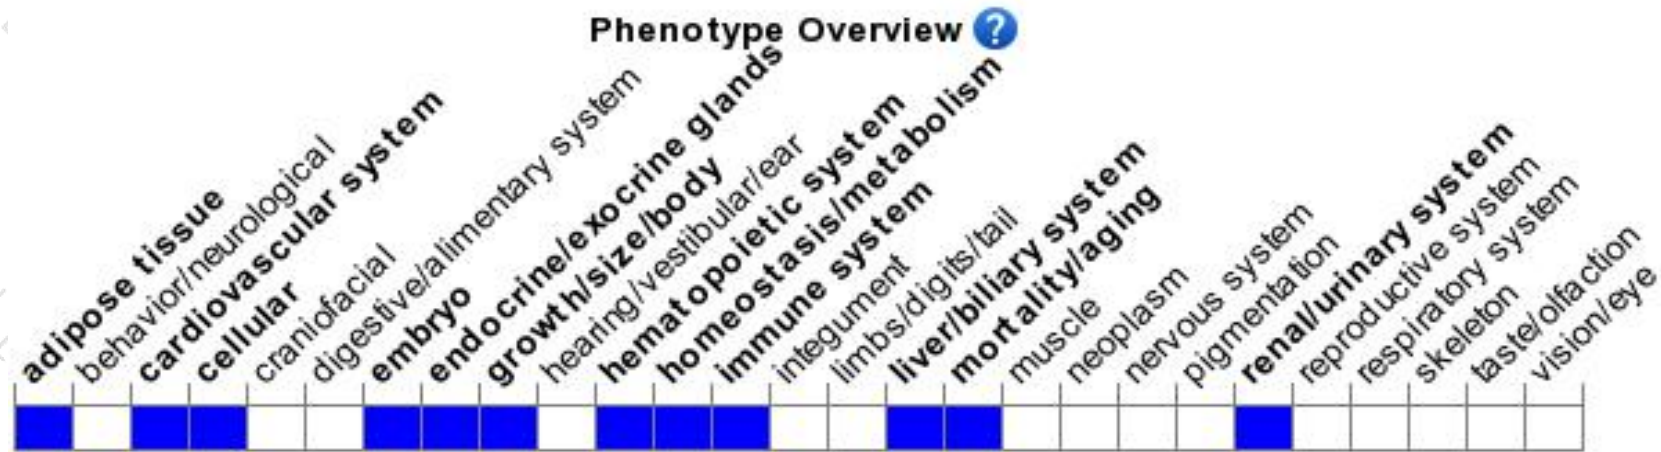 Phenotype Overview ?
adipose tissue
behavior/neurological
cardiovascular system
cellular
craniofacial
digestive/alimentary system
embryo
endocrine/exocrine glands
growth/size/body
hearing/vestibular/ear
hematopoietic system
homeostasis/metabolism
immune system
integument
limbs/digits/tail
liver/biliary system
mortality/aging
muscle
neoplasm
nervous system
pigmentation
renal/urinary system
reproductive system
respiratory system
skeleton
taste/olfaction
vision/eye